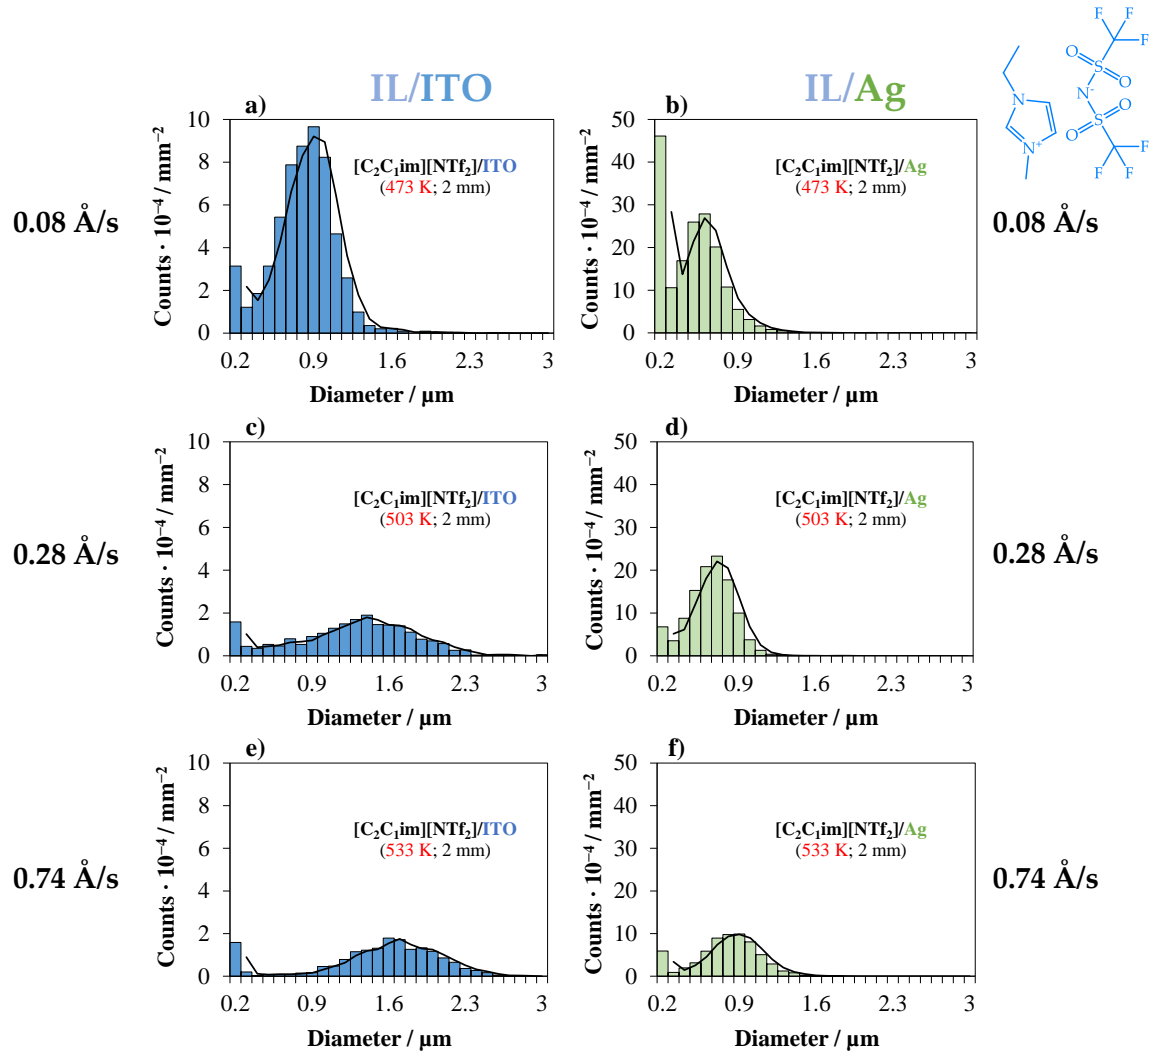 IL/ITO
IL/Ag
F F
F
O
S
O
N
N-
O
S
O
N+
F
F F
0.08 Å/s
a)
[C₂C₁im][NTf₂]/ITO
(473 K; 2 mm)
Counts · 10⁻⁴ / mm⁻²
10
8
6
4
2
0
0.2 0.9 1.6 2.3 3
Diameter / µm
b)
[C₂C₁im][NTf₂]/Ag
(473 K; 2 mm)
Counts · 10⁻⁴ / mm⁻²
50
40
30
20
10
0
0.2 0.9 1.6 2.3 3
Diameter / µm
0.08 Å/s
0.28 Å/s
c)
[C₂C₁im][NTf₂]/ITO
(503 K; 2 mm)
Counts · 10⁻⁴ / mm⁻²
10
8
6
4
2
0
0.2 0.9 1.6 2.3 3
Diameter / µm
d)
[C₂C₁im][NTf₂]/Ag
(503 K; 2 mm)
Counts · 10⁻⁴ / mm⁻²
50
40
30
20
10
0
0.2 0.9 1.6 2.3 3
Diameter / µm
0.28 Å/s
0.74 Å/s
e)
[C₂C₁im][NTf₂]/ITO
(533 K; 2 mm)
Counts · 10⁻⁴ / mm⁻²
10
8
6
4
2
0
0.2 0.9 1.6 2.3 3
Diameter / µm
f)
[C₂C₁im][NTf₂]/Ag
(533 K; 2 mm)
Counts · 10⁻⁴ / mm⁻²
50
40
30
20
10
0
0.2 0.9 1.6 2.3 3
Diameter / µm
0.74 Å/s